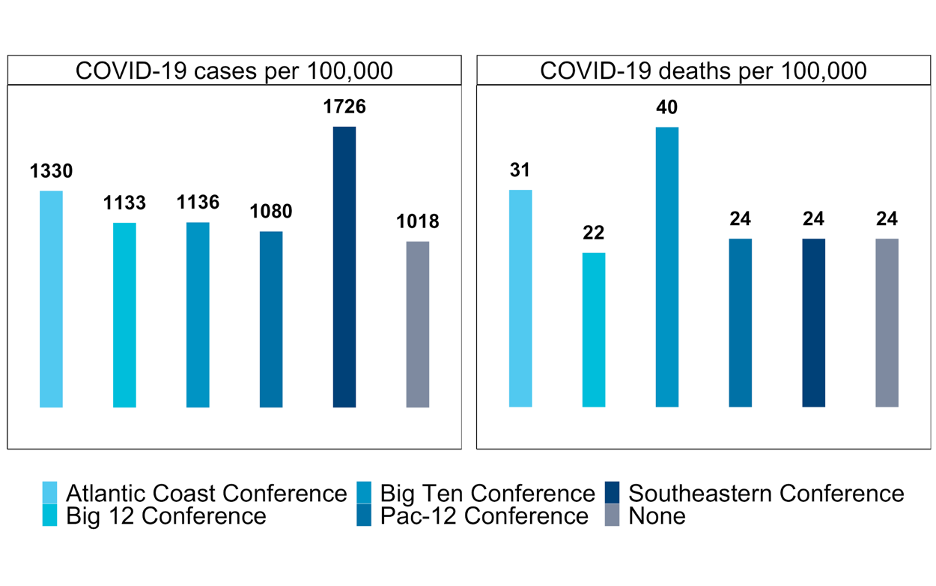 COVID-19 cases per 100,000
1330
1133
1136
1080
1726
1018
COVID-19 deaths per 100,000
31
22
40
24
24
24
Atlantic Coast Conference
Big 12 Conference
Big Ten Conference
Pac-12 Conference
Southeastern Conference
None